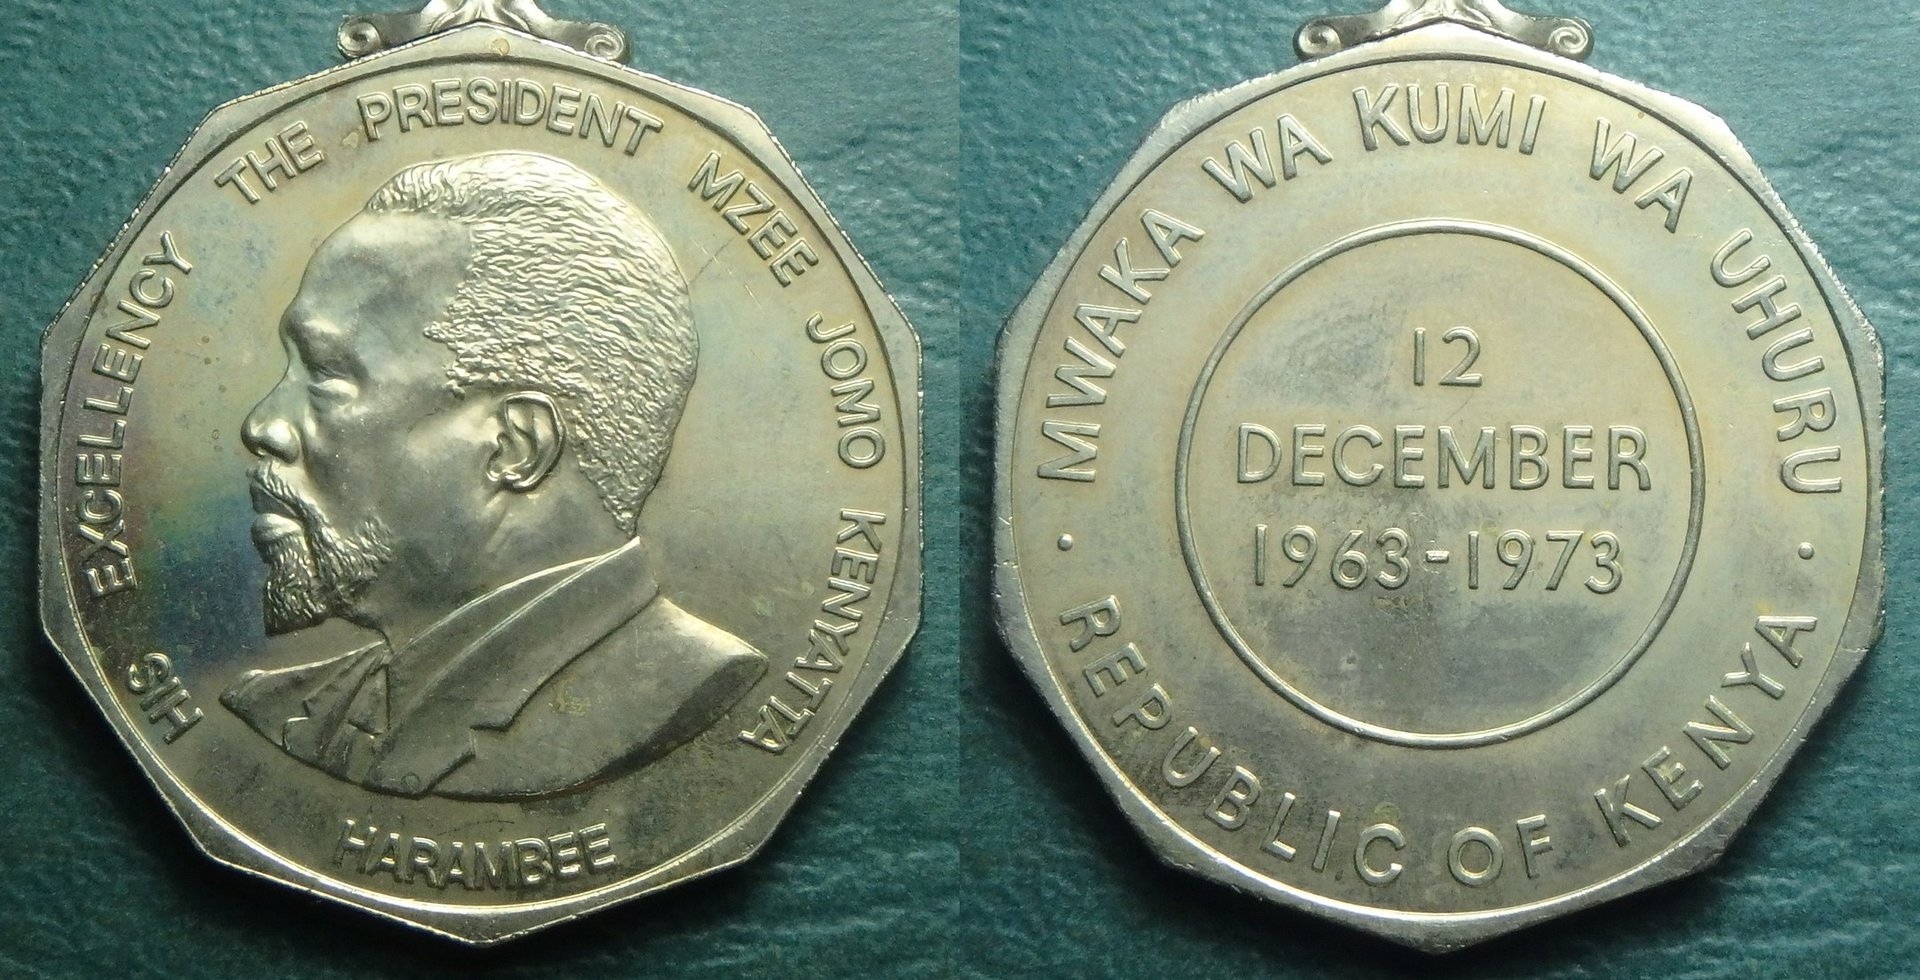 HIS EXCELLENCY THE PRESIDENT MZEE JOMO KENYATTA
HARAMBEE
MWAKA WA KUMI WA UHURU
12
DECEMBER
1963-1973
· REPUBLIC OF KENYA ·